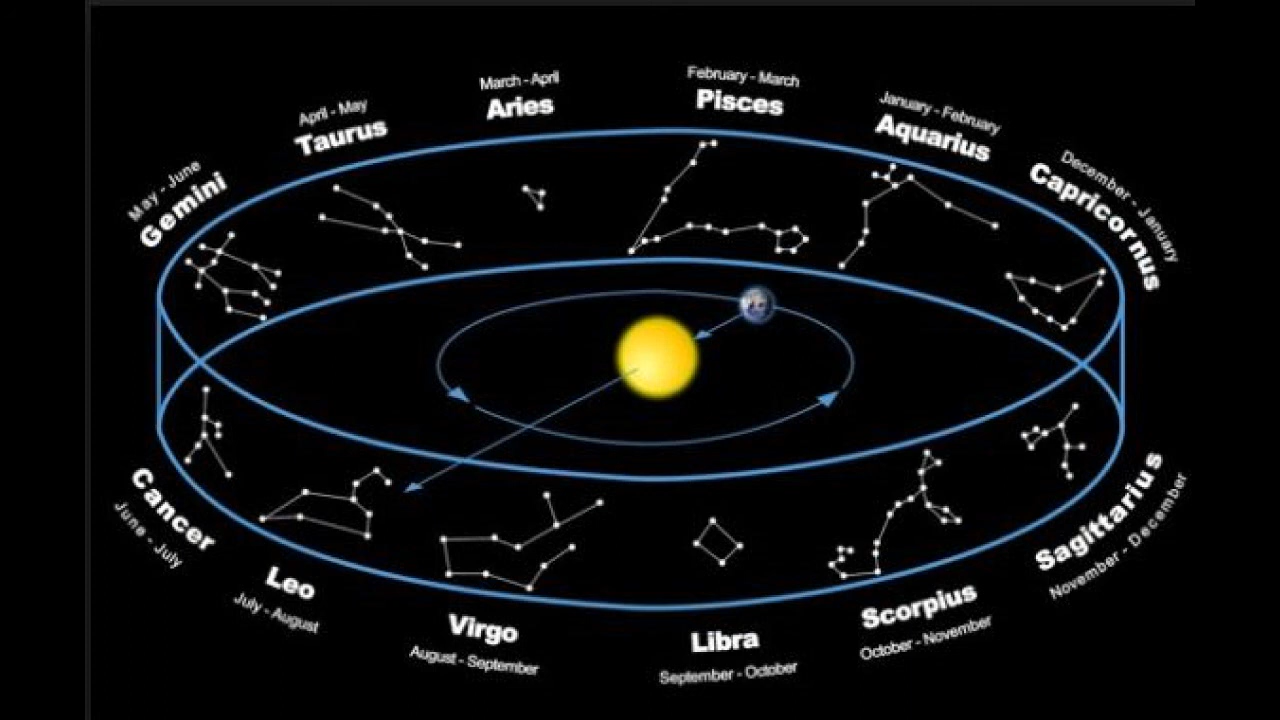 February - March
Pisces
March - April
Aries
January - February
Aquarius
April - May
Taurus
December - January
Capricornus
May - June
Gemini
Cancer
June - July
Sagittarius
November - December
Leo
July - August
Scorpius
October - November
Virgo
August - September
Libra
September - October